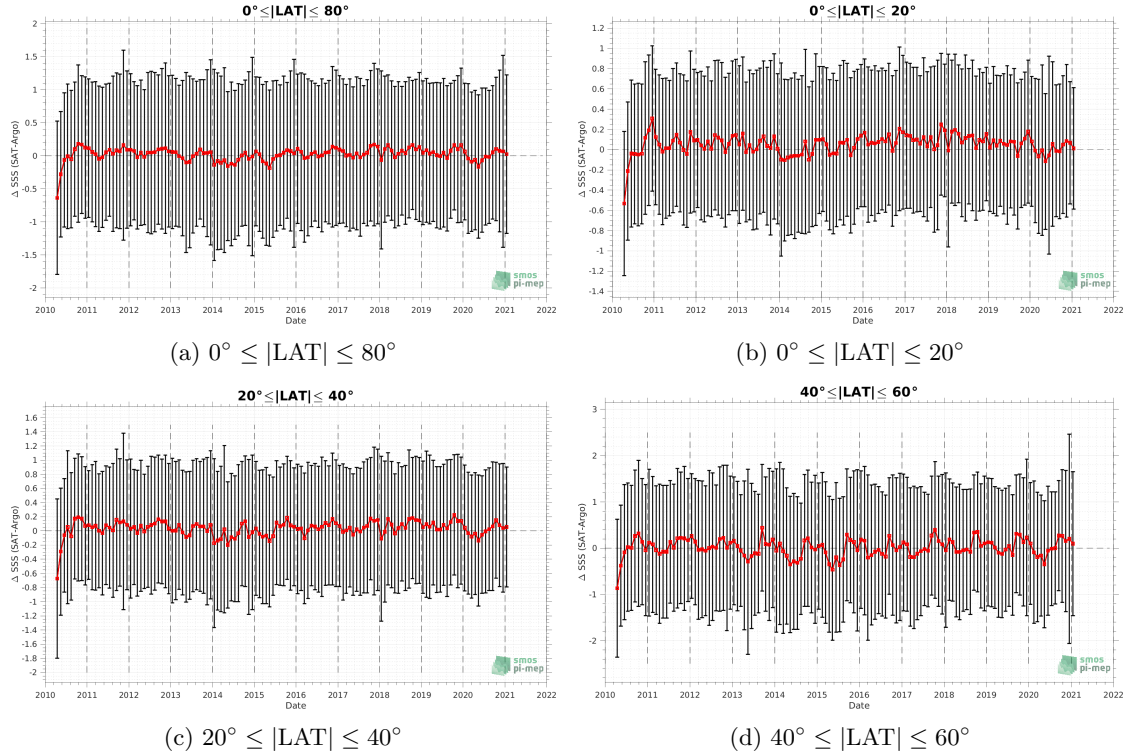 0°≤|LAT|≤ 80°
2
1.5
1
0.5
0
-0.5
-1
-1.5
-2
Δ SSS (SAT-Argo)
2010 2011 2012 2013 2014 2015 2016 2017 2018 2019 2020 2021 2022
Date
smos
pi-mep
(a) 0° ≤ |LAT| ≤ 80°
0°≤|LAT|≤ 20°
1.2
1
0.8
0.6
0.4
0.2
0
-0.2
-0.4
-0.6
-0.8
-1
-1.2
-1.4
Δ SSS (SAT-Argo)
2010 2011 2012 2013 2014 2015 2016 2017 2018 2019 2020 2021 2022
Date
smos
pi-mep
(b) 0° ≤ |LAT| ≤ 20°
20°≤|LAT|≤ 40°
1.6
1.4
1.2
1
0.8
0.6
0.4
0.2
0
-0.2
-0.4
-0.6
-0.8
-1
-1.2
-1.4
-1.6
-1.8
-2
Δ SSS (SAT-Argo)
2010 2011 2012 2013 2014 2015 2016 2017 2018 2019 2020 2021 2022
Date
smos
pi-mep
(c) 20° ≤ |LAT| ≤ 40°
40°≤|LAT|≤ 60°
3
2
1
0
-1
-2
Δ SSS (SAT-Argo)
2010 2011 2012 2013 2014 2015 2016 2017 2018 2019 2020 2021 2022
Date
smos
pi-mep
(d) 40° ≤ |LAT| ≤ 60°